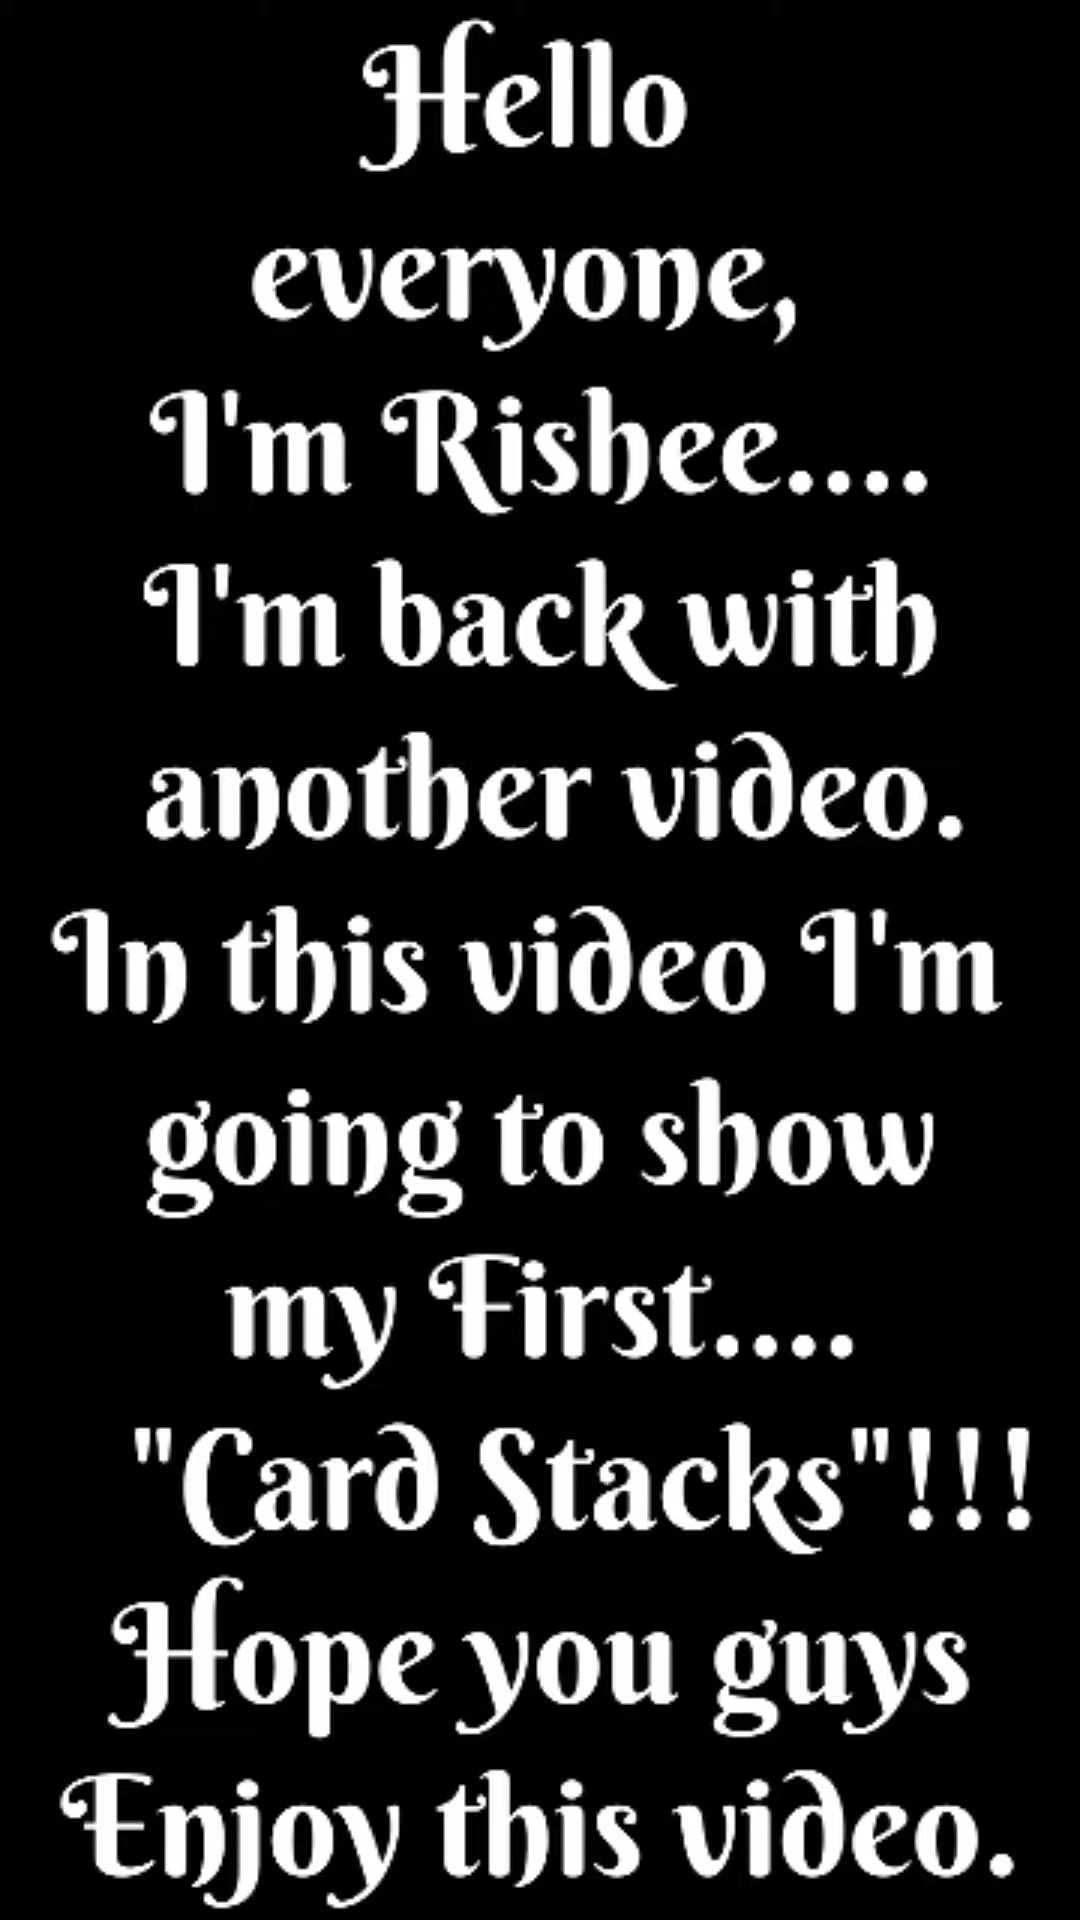 Hello
everyone,
I'm Rishee....
I'm back with
another video.
In this video I'm
going to show
my First....
"Card Stacks"!!!
Hope you guys
Enjoy this video.